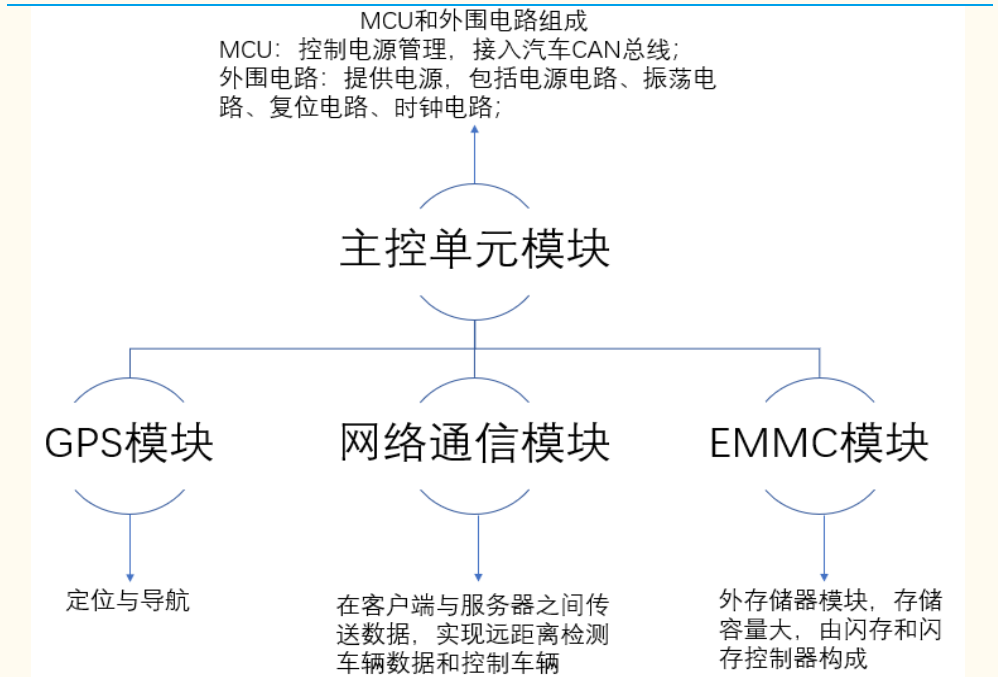 MCU和外围电路组成
MCU：控制电源管理，接入汽车CAN总线；
外围电路：提供电源，包括电源电路、振荡电
路、复位电路、时钟电路；
主控单元模块
GPS模块
网络通信模块
EMMC模块
定位与导航
在客户端与服务器之间传
送数据，实现远距离检测
车辆数据和控制车辆
外存储器模块，存储
容量大，由闪存和闪
存控制器构成